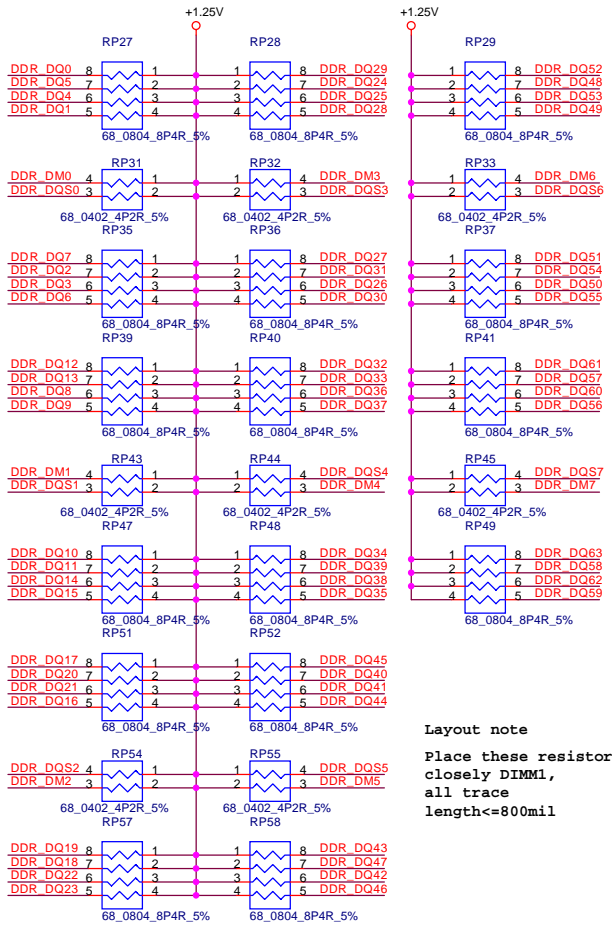 +1.25V +1.25V
RP27 RP28 RP29
DDR_DQ0 8 1 1 8 DDR_DQ29 1 8 DDR_DQ52
DDR_DQ5 7 2 2 7 DDR_DQ24 2 7 DDR_DQ48
DDR_DQ4 6 3 3 6 DDR_DQ25 3 6 DDR_DQ53
DDR_DQ1 5 4 4 5 DDR_DQ28 4 5 DDR_DQ49
68_0804_8P4R_5% 68_0804_8P4R_5% 68_0804_8P4R_5%
RP31 RP32 RP33
DDR_DM0 4 1 1 4 DDR_DM3 1 4 DDR_DM6
DDR_DQS0 3 2 2 3 DDR_DQS3 2 3 DDR_DQS6
68_0402_4P2R_5% 68_0402_4P2R_5% 68_0402_4P2R_5%
RP35 RP36 RP37
DDR_DQ7 8 1 1 8 DDR_DQ27 1 8 DDR_DQ51
DDR_DQ2 7 2 2 7 DDR_DQ31 2 7 DDR_DQ54
DDR_DQ3 6 3 3 6 DDR_DQ26 3 6 DDR_DQ50
DDR_DQ6 5 4 4 5 DDR_DQ30 4 5 DDR_DQ55
68_0804_8P4R_5% 68_0804_8P4R_5% 68_0804_8P4R_5%
RP39 RP40 RP41
DDR_DQ12 8 1 1 8 DDR_DQ32 1 8 DDR_DQ61
DDR_DQ13 7 2 2 7 DDR_DQ33 2 7 DDR_DQ57
DDR_DQ8 6 3 3 6 DDR_DQ36 3 6 DDR_DQ60
DDR_DQ9 5 4 4 5 DDR_DQ37 4 5 DDR_DQ56
68_0804_8P4R_5% 68_0804_8P4R_5% 68_0804_8P4R_5%
RP43 RP44 RP45
DDR_DM1 4 1 1 4 DDR_DQS4 1 4 DDR_DQS7
DDR_DQS1 3 2 2 3 DDR_DM4 2 3 DDR_DM7
68_0402_4P2R_5% 68_0402_4P2R_5% 68_0402_4P2R_5%
RP47 RP48 RP49
DDR_DQ10 8 1 1 8 DDR_DQ34 1 8 DDR_DQ63
DDR_DQ11 7 2 2 7 DDR_DQ39 2 7 DDR_DQ58
DDR_DQ14 6 3 3 6 DDR_DQ38 3 6 DDR_DQ62
DDR_DQ15 5 4 4 5 DDR_DQ35 4 5 DDR_DQ59
68_0804_8P4R_5% 68_0804_8P4R_5% 68_0804_8P4R_5%
RP51 RP52
DDR_DQ17 8 1 1 8 DDR_DQ45
DDR_DQ20 7 2 2 7 DDR_DQ40
DDR_DQ21 6 3 3 6 DDR_DQ41
DDR_DQ16 5 4 4 5 DDR_DQ44
68_0804_8P4R_5% 68_0804_8P4R_5%
RP54 RP55
DDR_DQS2 4 1 1 4 DDR_DQS5
DDR_DM2 3 2 2 3 DDR_DM5
68_0402_4P2R_5% 68_0402_4P2R_5%
RP57 RP58
DDR_DQ19 8 1 1 8 DDR_DQ43
DDR_DQ18 7 2 2 7 DDR_DQ47
DDR_DQ22 6 3 3 6 DDR_DQ42
DDR_DQ23 5 4 4 5 DDR_DQ46
68_0804_8P4R_5% 68_0804_8P4R_5%
Layout note
Place these resistor
closely DIMM1,
all trace
length<=800mil